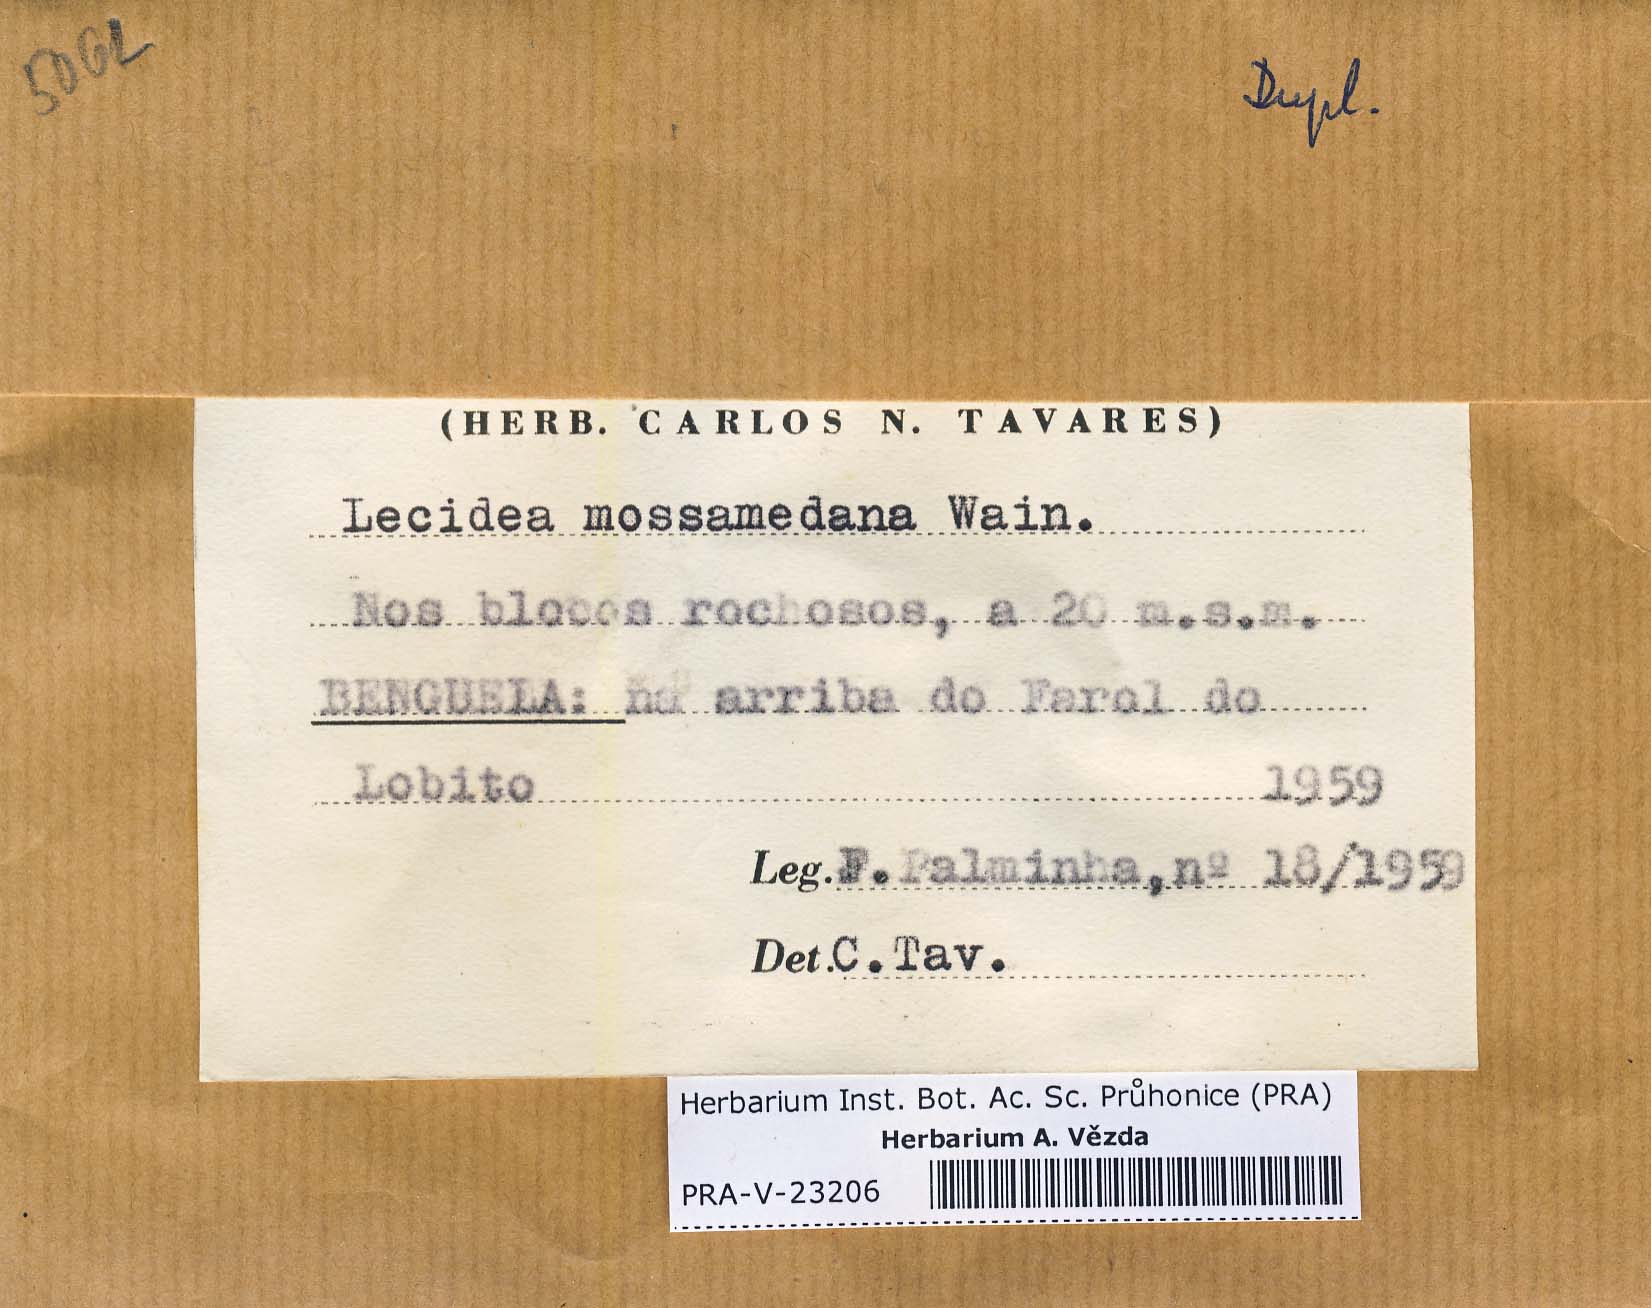 Dupl.
(HERB. CARLOS N. TAVARES)
Lecidea mossamedana Wain.
Nos blocos rochosos, a 20 m.s.m.
BENGUELA: na arriba do Farol do
Lobito 1959
Leg. F. Palminha, nº 18/1959
Det. C. Tav.
Herbarium Inst. Bot. Ac. Sc. Průhonice (PRA)
Herbarium A. Vězda
PRA-V-23206